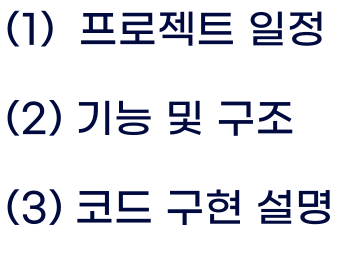 (1) 프로젝트 일정
(2) 기능 및 구조
(3) 코드 구현 설명